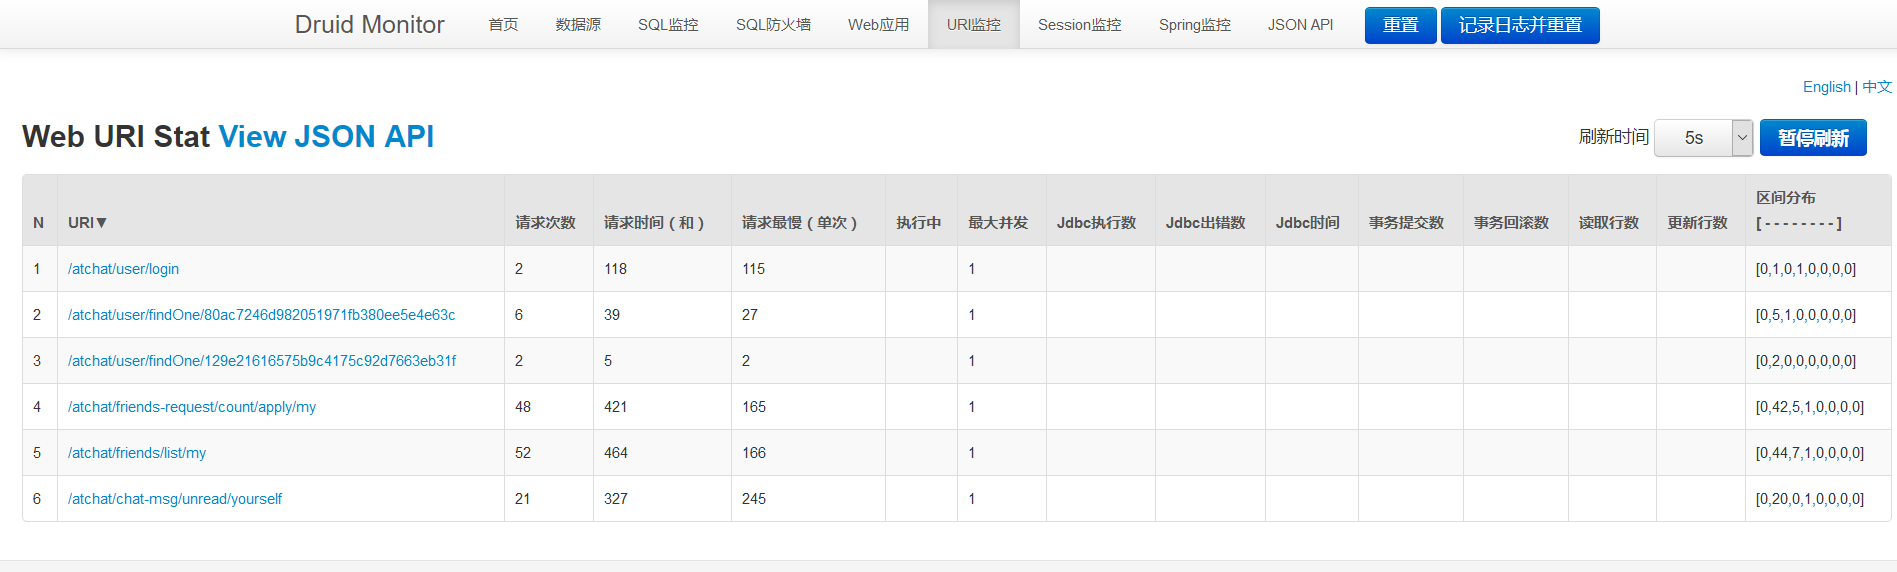 Druid Monitor 首页 数据源 SQL监控 SQL防火墙 Web应用 URI监控 Session监控 Spring监控 JSON API 重置 记录日志并重置
English | 中文
Web URI Stat View JSON API 刷新时间 5s 暂停刷新
N URI▼ 请求次数 请求时间（和） 请求最慢（单次） 执行中 最大并发 Jdbc执行数 Jdbc出错数 Jdbc时间 事务提交数 事务回滚数 读取行数 更新行数 区间分布
[ - - - - - - - - ]
1 /atchat/user/login 2 118 115 1 [0,1,0,1,0,0,0,0]
2 /atchat/user/findOne/80ac7246d982051971fb380ee5e4e63c 6 39 27 1 [0,5,1,0,0,0,0,0]
3 /atchat/user/findOne/129e21616575b9c4175c92d7663eb31f 2 5 2 1 [0,2,0,0,0,0,0,0]
4 /atchat/friends-request/count/apply/my 48 421 165 1 [0,42,5,1,0,0,0,0]
5 /atchat/friends/list/my 52 464 166 1 [0,44,7,1,0,0,0,0]
6 /atchat/chat-msg/unread/yourself 21 327 245 1 [0,20,0,1,0,0,0,0]